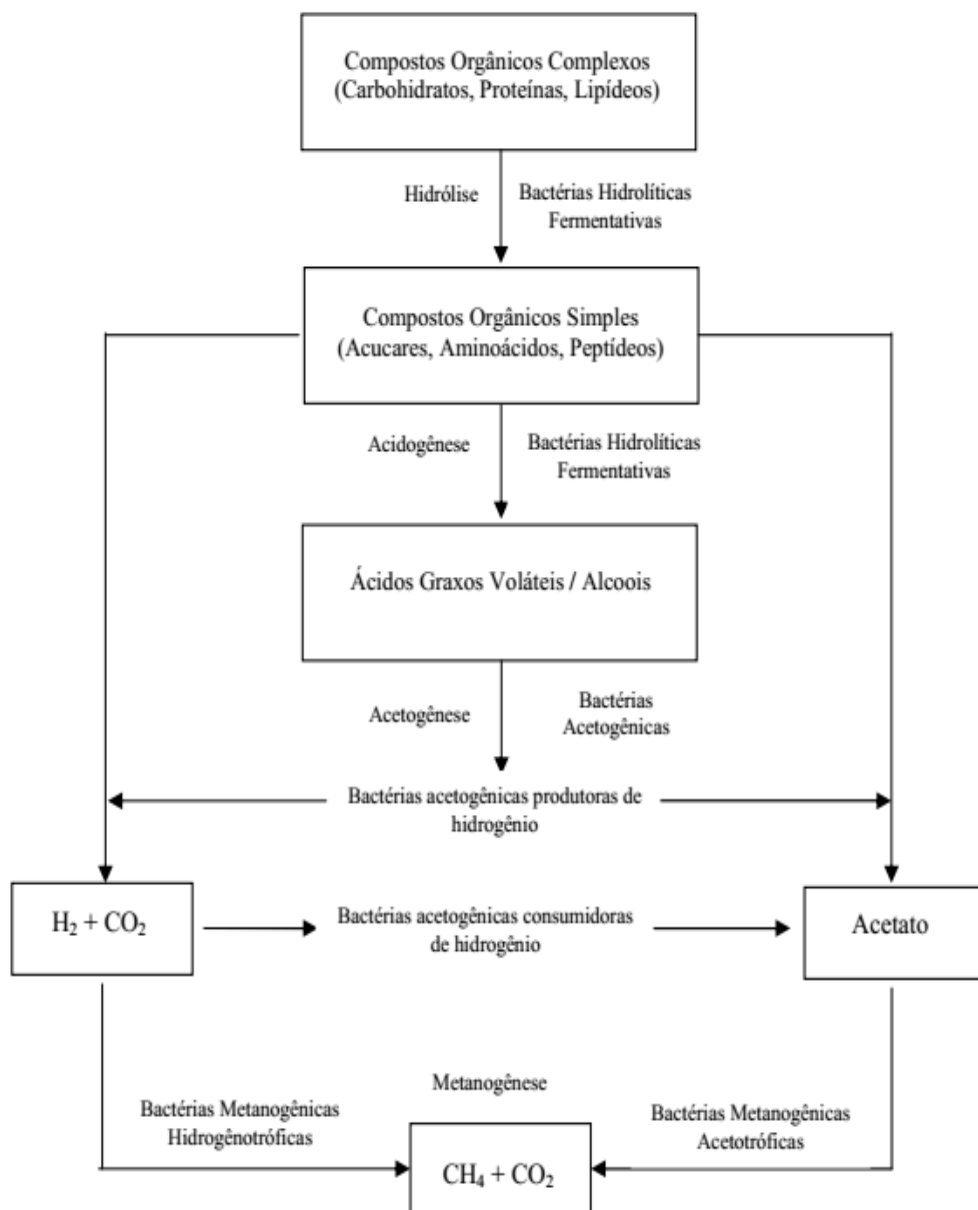 Compostos Orgânicos Complexos
(Carbohidratos, Proteínas, Lipídeos)
Hidrólise
Bactérias Hidrolíticas
Fermentativas
Compostos Orgânicos Simples
(Acucares, Aminoácidos, Peptídeos)
Acidogênese
Bactérias Hidrolíticas
Fermentativas
Ácidos Graxos Voláteis / Alcoois
Acetogênese
Bactérias
Acetogênicas
Bactérias acetogênicas produtoras de
hidrogênio
H₂ + CO₂
Bactérias acetogênicas consumidoras
de hidrogênio
Acetato
Metanogênese
Bactérias Metanogênicas
Hidrogênotróficas
Bactérias Metanogênicas
Acetotróficas
CH₄ + CO₂